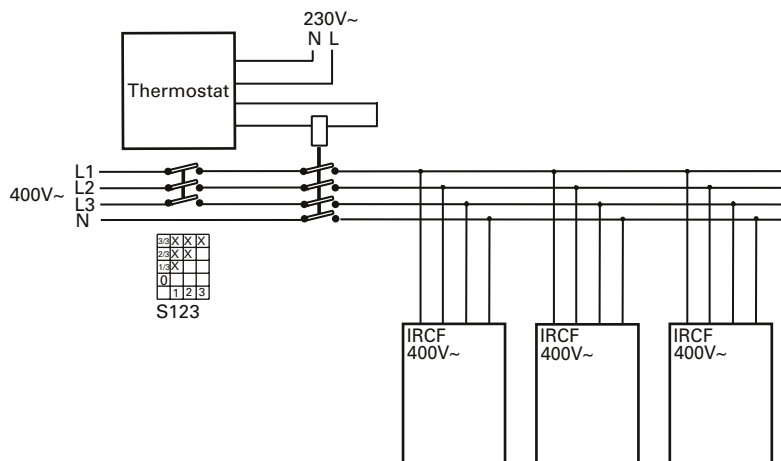 230V~
N L
Thermostat
400V~
L1
L2
L3
N
3/3 X X X
2/3 X X
1/3 X
0
1 2 3
S123
IRCF
400V~
IRCF
400V~
IRCF
400V~